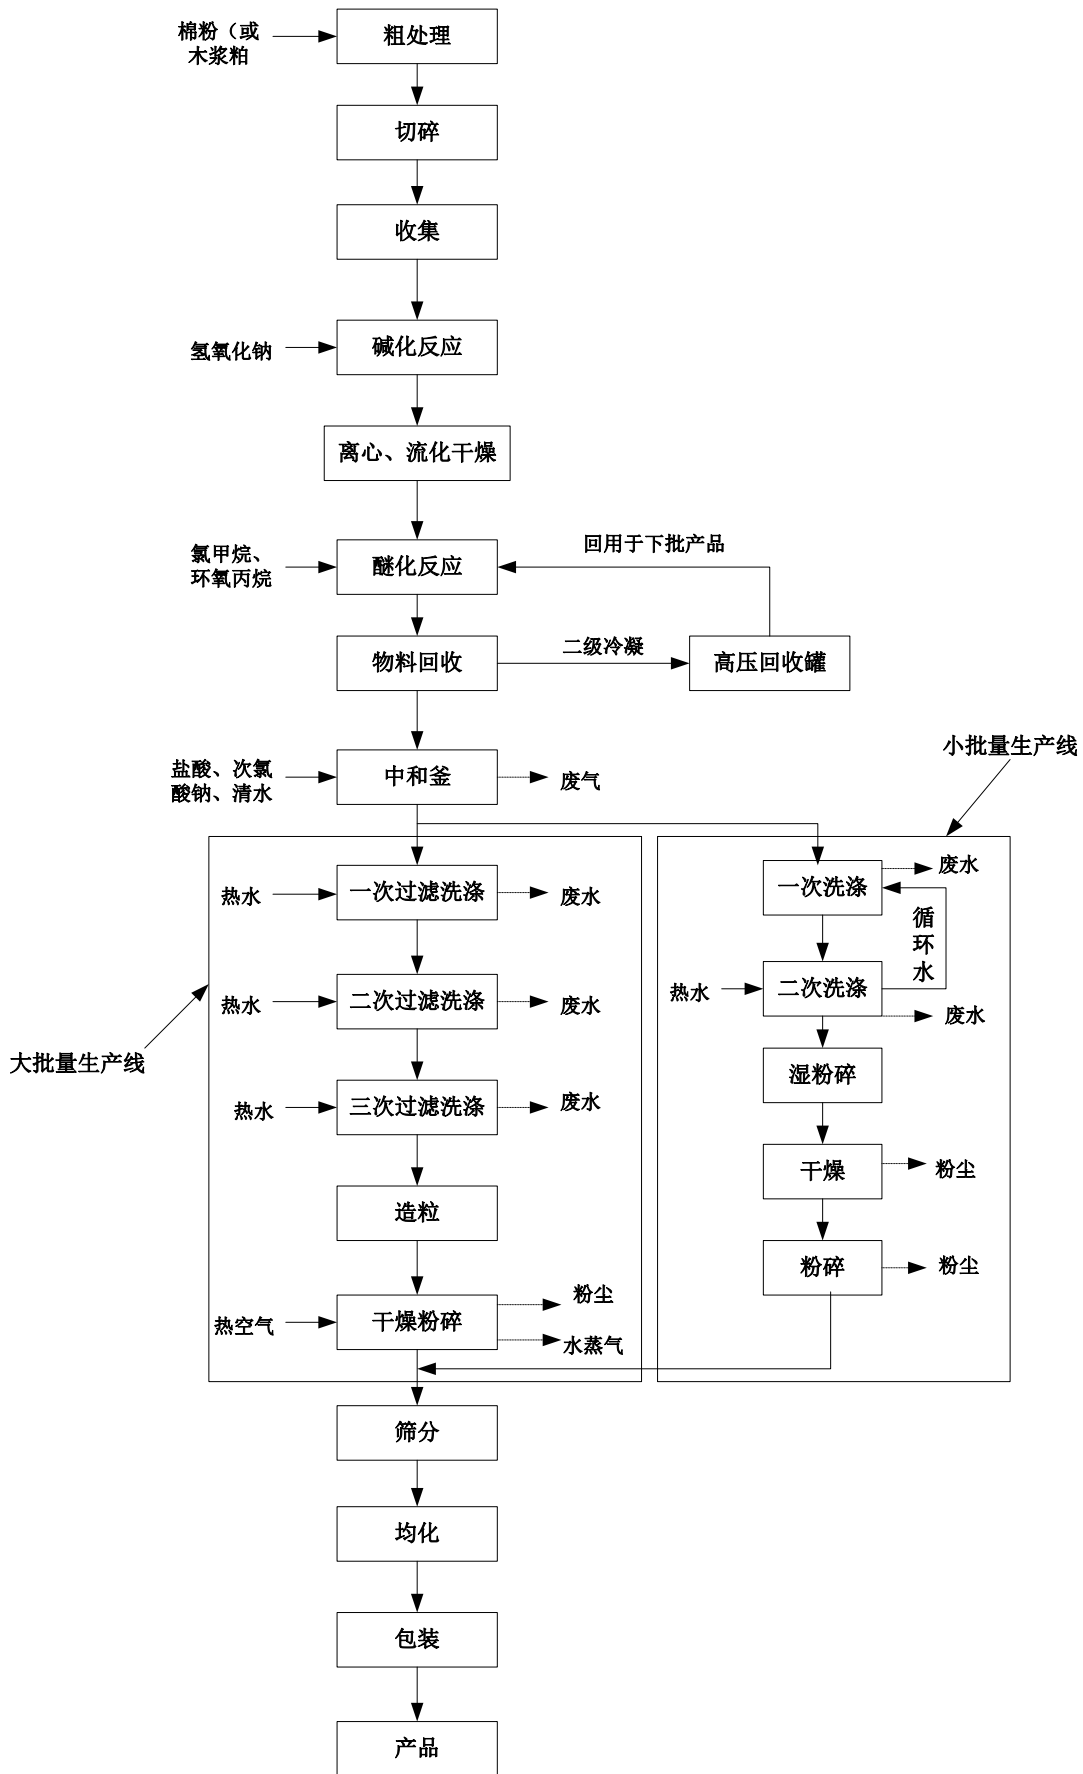 棉粉（或
木浆粕
粗处理
切碎
收集
氢氧化钠
碱化反应
离心、流化干燥
氯甲烷、
环氧丙烷
醚化反应
回用于下批产品
物料回收
二级冷凝
高压回收罐
小批量生产线
盐酸、次氯
酸钠、清水
中和釜
废气
大批量生产线
热水
一次过滤洗涤
废水
热水
二次过滤洗涤
废水
热水
三次过滤洗涤
废水
造粒
热空气
干燥粉碎
粉尘
水蒸气
一次洗涤
废水
循
环
水
热水
二次洗涤
废水
湿粉碎
干燥
粉尘
粉碎
粉尘
筛分
均化
包装
产品